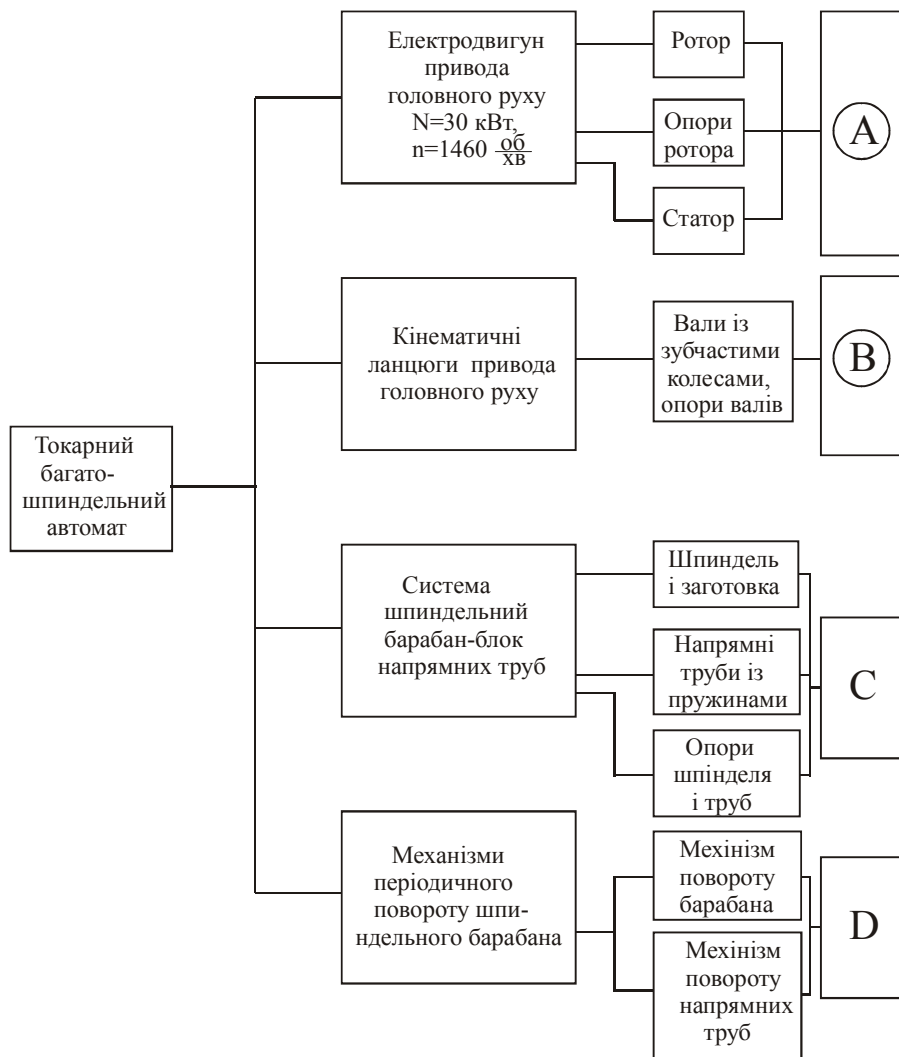 Електродвигун
привода
головного руху
N=30 кВт,
n=1460 об/хв
Ротор
Опори
ротора
Статор
A
Кінематичні
ланцюги привода
головного руху
Вали із
зубчастими
колесами,
опори валів
B
Токарний
багато-
шпиндельний
автомат
Система
шпиндельний
барабан-блок
напрямних труб
Шпиндель
і заготовка
Напрямні
труби із
пружинами
Опори
шпінделя
і труб
C
Механізми
періодичного
повороту шпи-
ндельного барабана
Мехінізм
повороту
барабана
Мехінізм
повороту
напрямних
труб
D